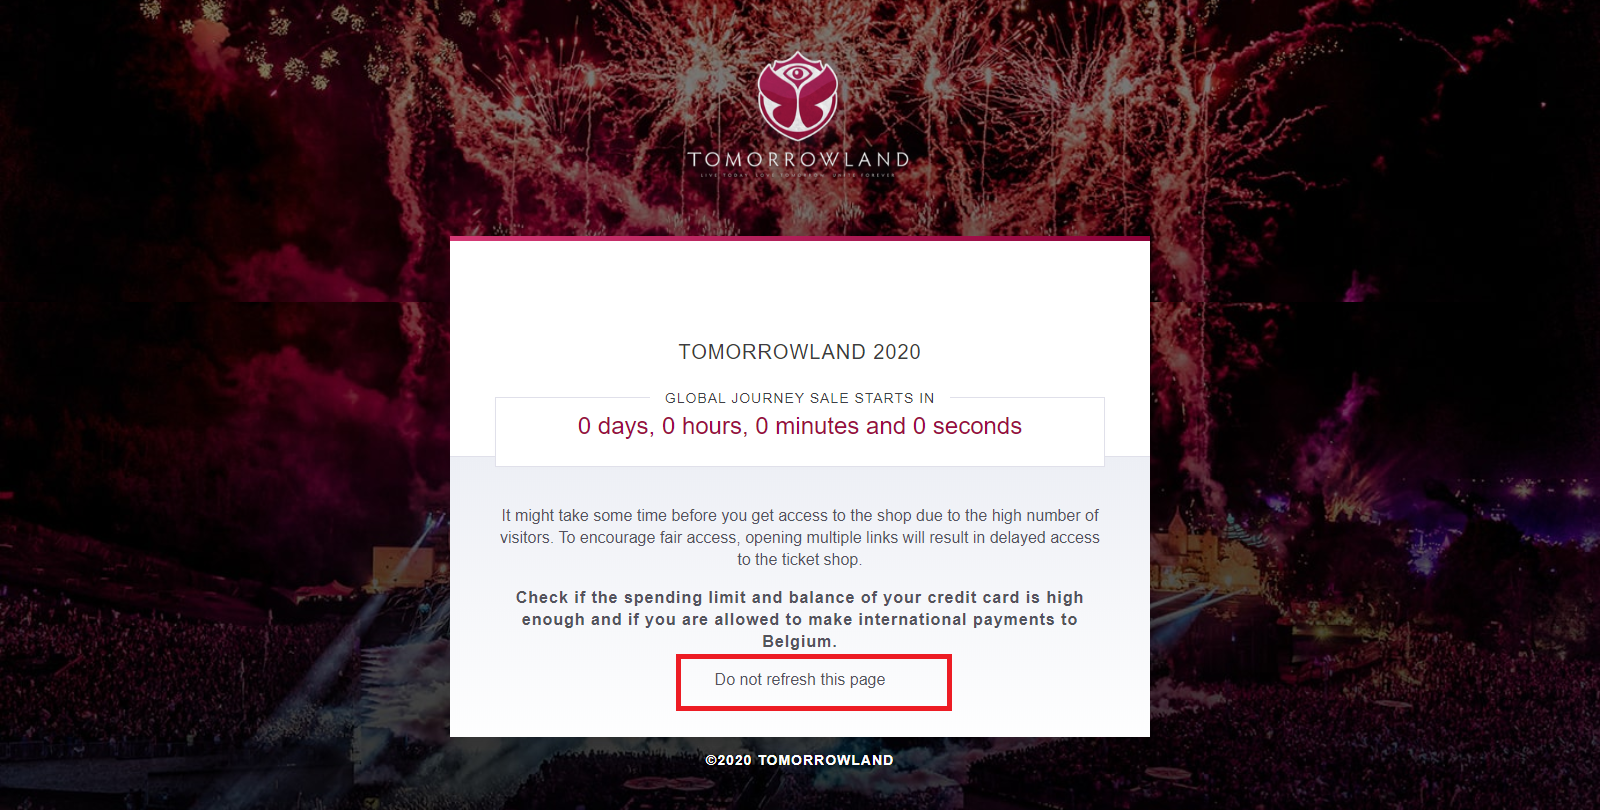 TOMORROWLAND
LIVE TODAY, LOVE TOMORROW, UNITE FOREVER
TOMORROWLAND 2020
GLOBAL JOURNEY SALE STARTS IN
0 days, 0 hours, 0 minutes and 0 seconds
It might take some time before you get access to the shop due to the high number of
visitors. To encourage fair access, opening multiple links will result in delayed access
to the ticket shop.
Check if the spending limit and balance of your credit card is high
enough and if you are allowed to make international payments to
Belgium.
Do not refresh this page
©2020 TOMORROWLAND